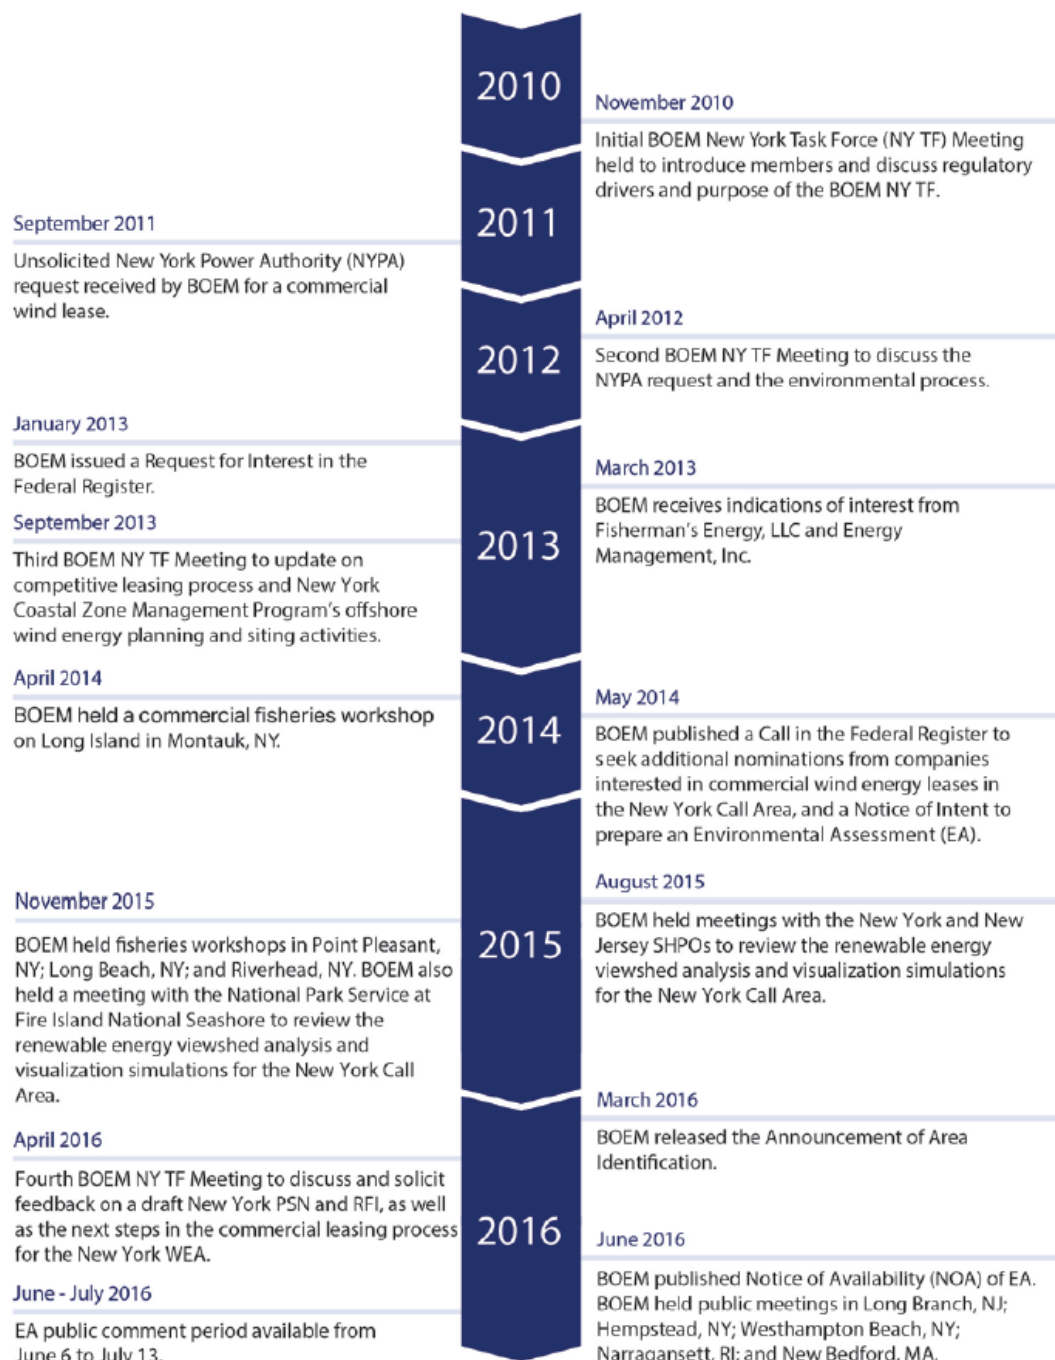 2010
November 2010
Initial BOEM New York Task Force (NY TF) Meeting
held to introduce members and discuss regulatory
drivers and purpose of the BOEM NY TF.
2011
September 2011
Unsolicited New York Power Authority (NYPA)
request received by BOEM for a commercial
wind lease.
2012
April 2012
Second BOEM NY TF Meeting to discuss the
NYPA request and the environmental process.
2013
January 2013
BOEM issued a Request for Interest in the
Federal Register.
March 2013
BOEM receives indications of interest from
Fisherman's Energy, LLC and Energy
Management, Inc.
September 2013
Third BOEM NY TF Meeting to update on
competitive leasing process and New York
Coastal Zone Management Program's offshore
wind energy planning and siting activities.
2014
April 2014
BOEM held a commercial fisheries workshop
on Long Island in Montauk, NY.
May 2014
BOEM published a Call in the Federal Register to
seek additional nominations from companies
interested in commercial wind energy leases in
the New York Call Area, and a Notice of Intent to
prepare an Environmental Assessment (EA).
2015
August 2015
BOEM held meetings with the New York and New
Jersey SHPOs to review the renewable energy
viewshed analysis and visualization simulations
for the New York Call Area.
November 2015
BOEM held fisheries workshops in Point Pleasant,
NY; Long Beach, NY; and Riverhead, NY. BOEM also
held a meeting with the National Park Service at
Fire Island National Seashore to review the
renewable energy viewshed analysis and
visualization simulations for the New York Call
Area.
2016
March 2016
BOEM released the Announcement of Area
Identification.
April 2016
Fourth BOEM NY TF Meeting to discuss and solicit
feedback on a draft New York PSN and RFI, as well
as the next steps in the commercial leasing process
for the New York WEA.
June 2016
BOEM published Notice of Availability (NOA) of EA.
BOEM held public meetings in Long Branch, NJ;
Hempstead, NY; Westhampton Beach, NY;
Narragansett, RI; and New Bedford, MA.
June - July 2016
EA public comment period available from
June 6 to July 13.